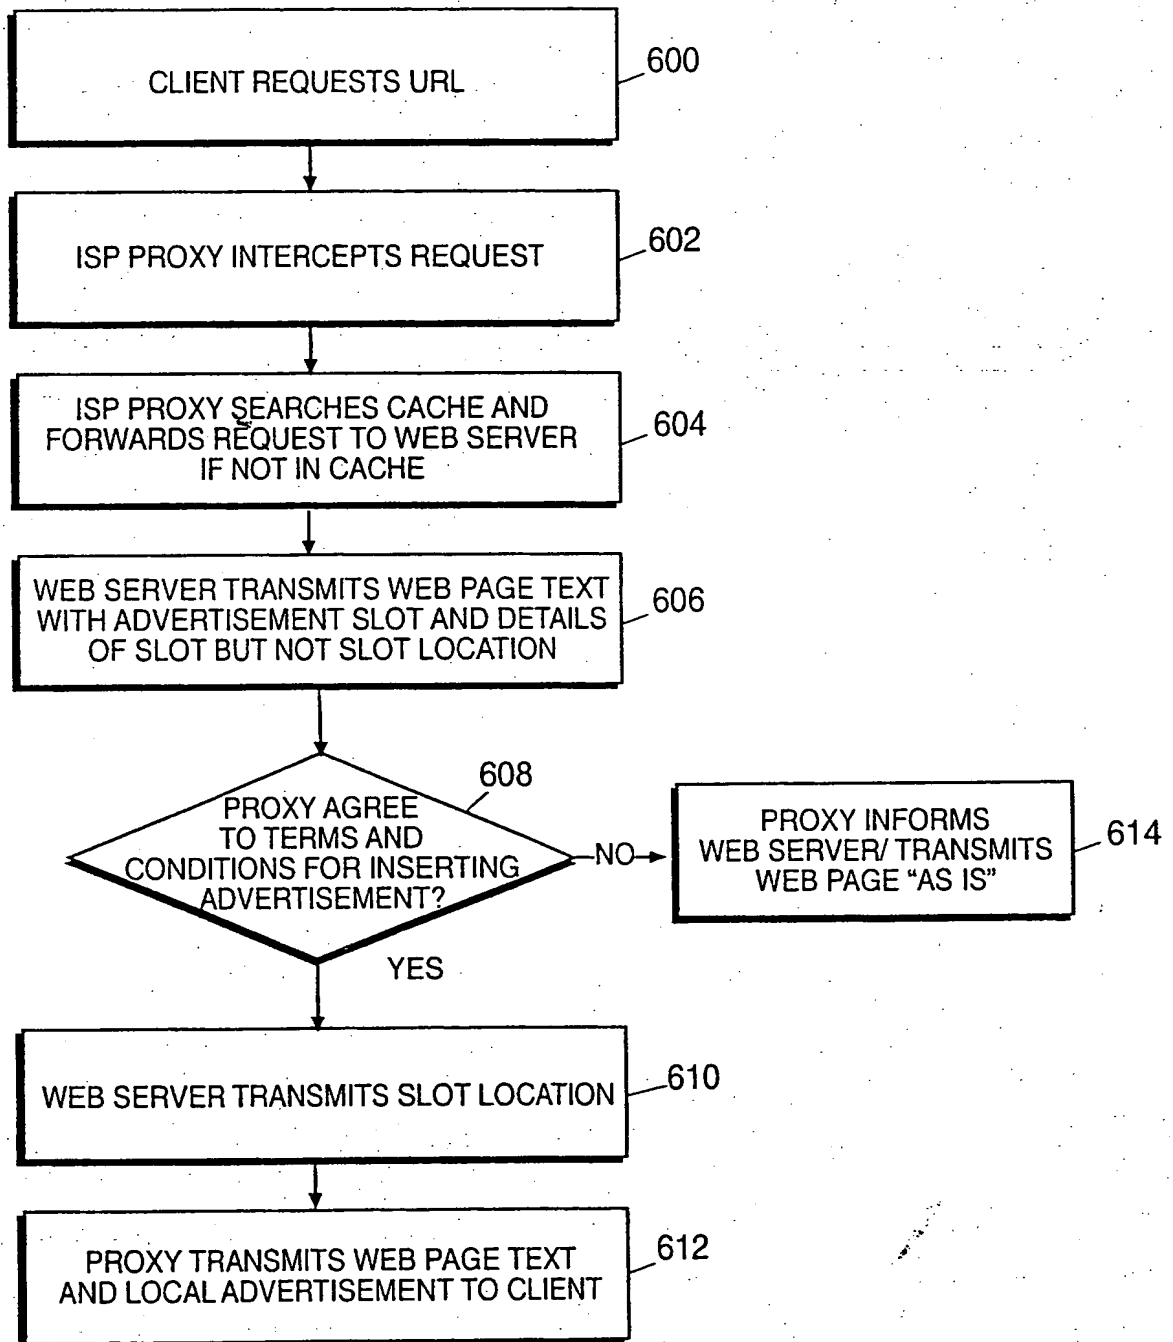 CLIENT REQUESTS URL
600
ISP PROXY INTERCEPTS REQUEST
602
ISP PROXY SEARCHES CACHE AND
FORWARDS REQUEST TO WEB SERVER
IF NOT IN CACHE
604
WEB SERVER TRANSMITS WEB PAGE TEXT
WITH ADVERTISEMENT SLOT AND DETAILS
OF SLOT BUT NOT SLOT LOCATION
606
608
PROXY AGREE
TO TERMS AND
CONDITIONS FOR INSERTING
ADVERTISEMENT?
NO
PROXY INFORMS
WEB SERVER/ TRANSMITS
WEB PAGE "AS IS"
614
YES
WEB SERVER TRANSMITS SLOT LOCATION
610
PROXY TRANSMITS WEB PAGE TEXT
AND LOCAL ADVERTISEMENT TO CLIENT
612